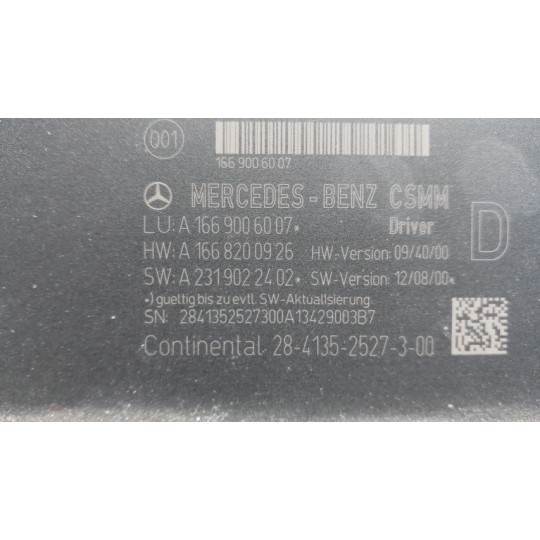 001
166 900 60 07
MERCEDES-BENZ CSMM
LU: A 166 900 60 07* Driver
D
HW: A 166 820 09 26 HW-Version: 09/40/00
SW: A 231 902 24 02* SW-Version: 12/08/00*
*) gueltig bis zu evtl. SW-Aktualisierung
SN: 2841352527300A13429003B7
Continental 28-4135-2527-3-00